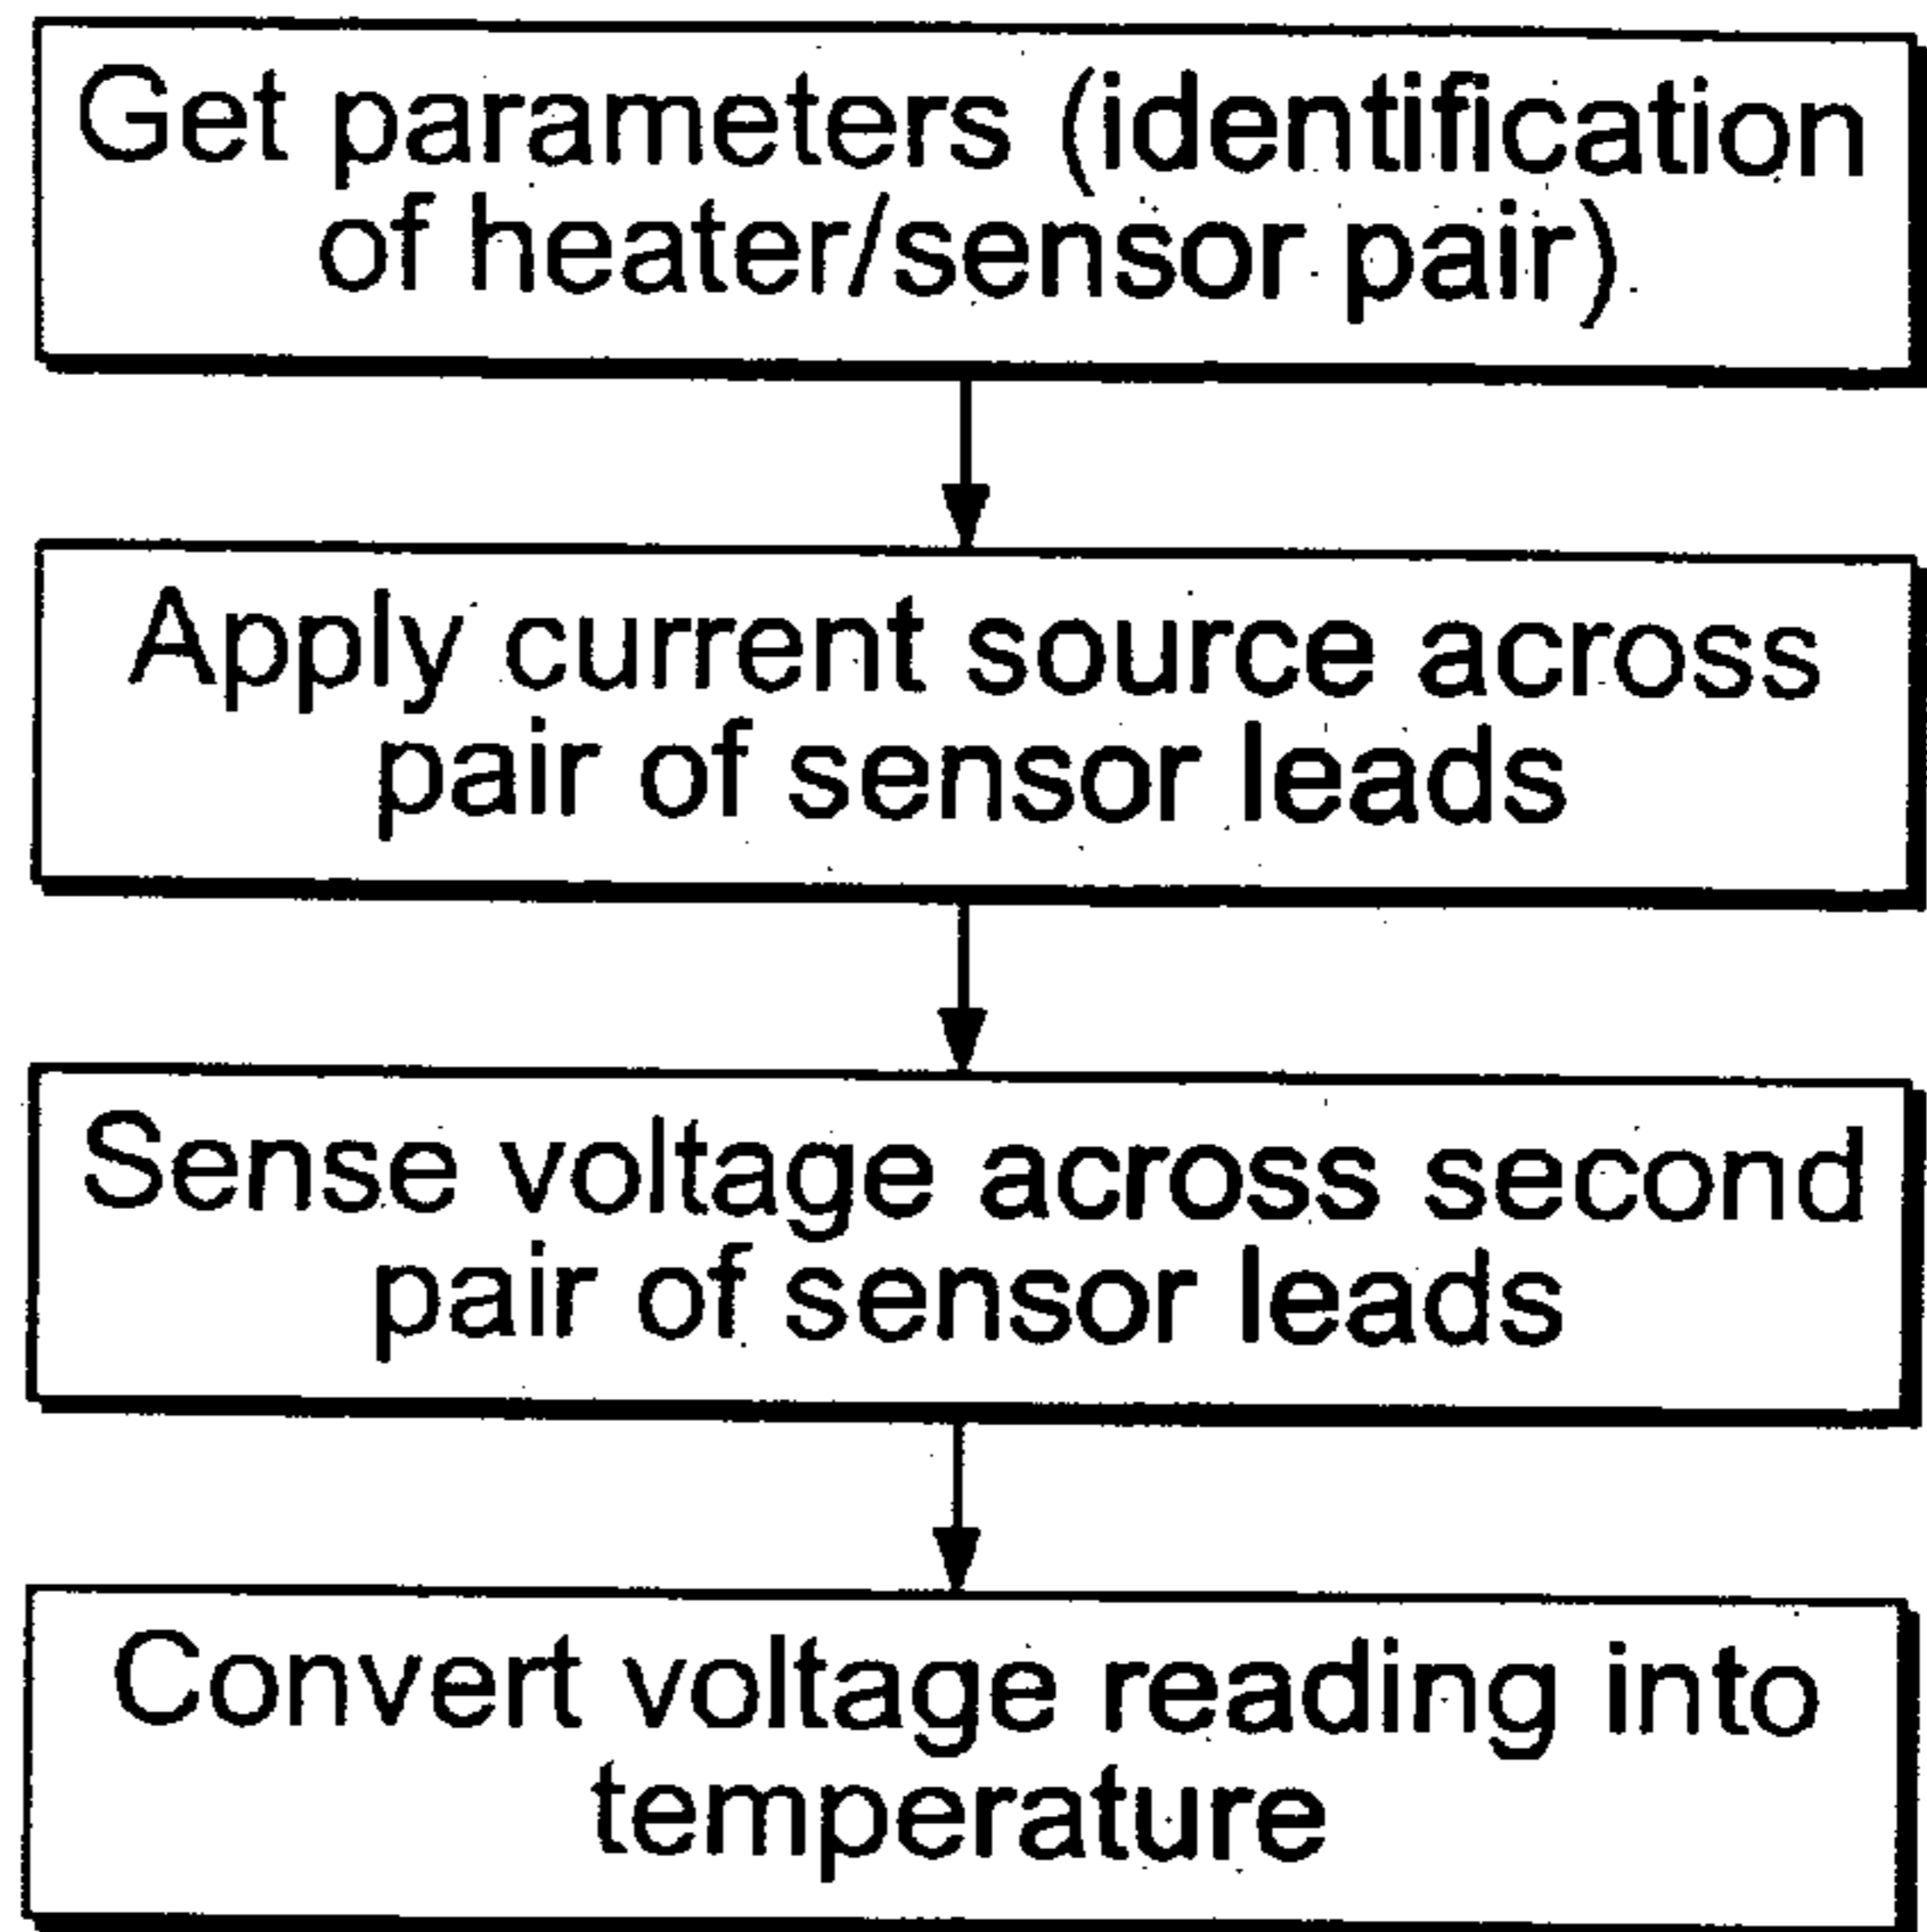 Get parameters (identification
of heater/sensor pair)
Apply current source across
pair of sensor leads
Sense voltage across second
pair of sensor leads
Convert voltage reading into
temperature